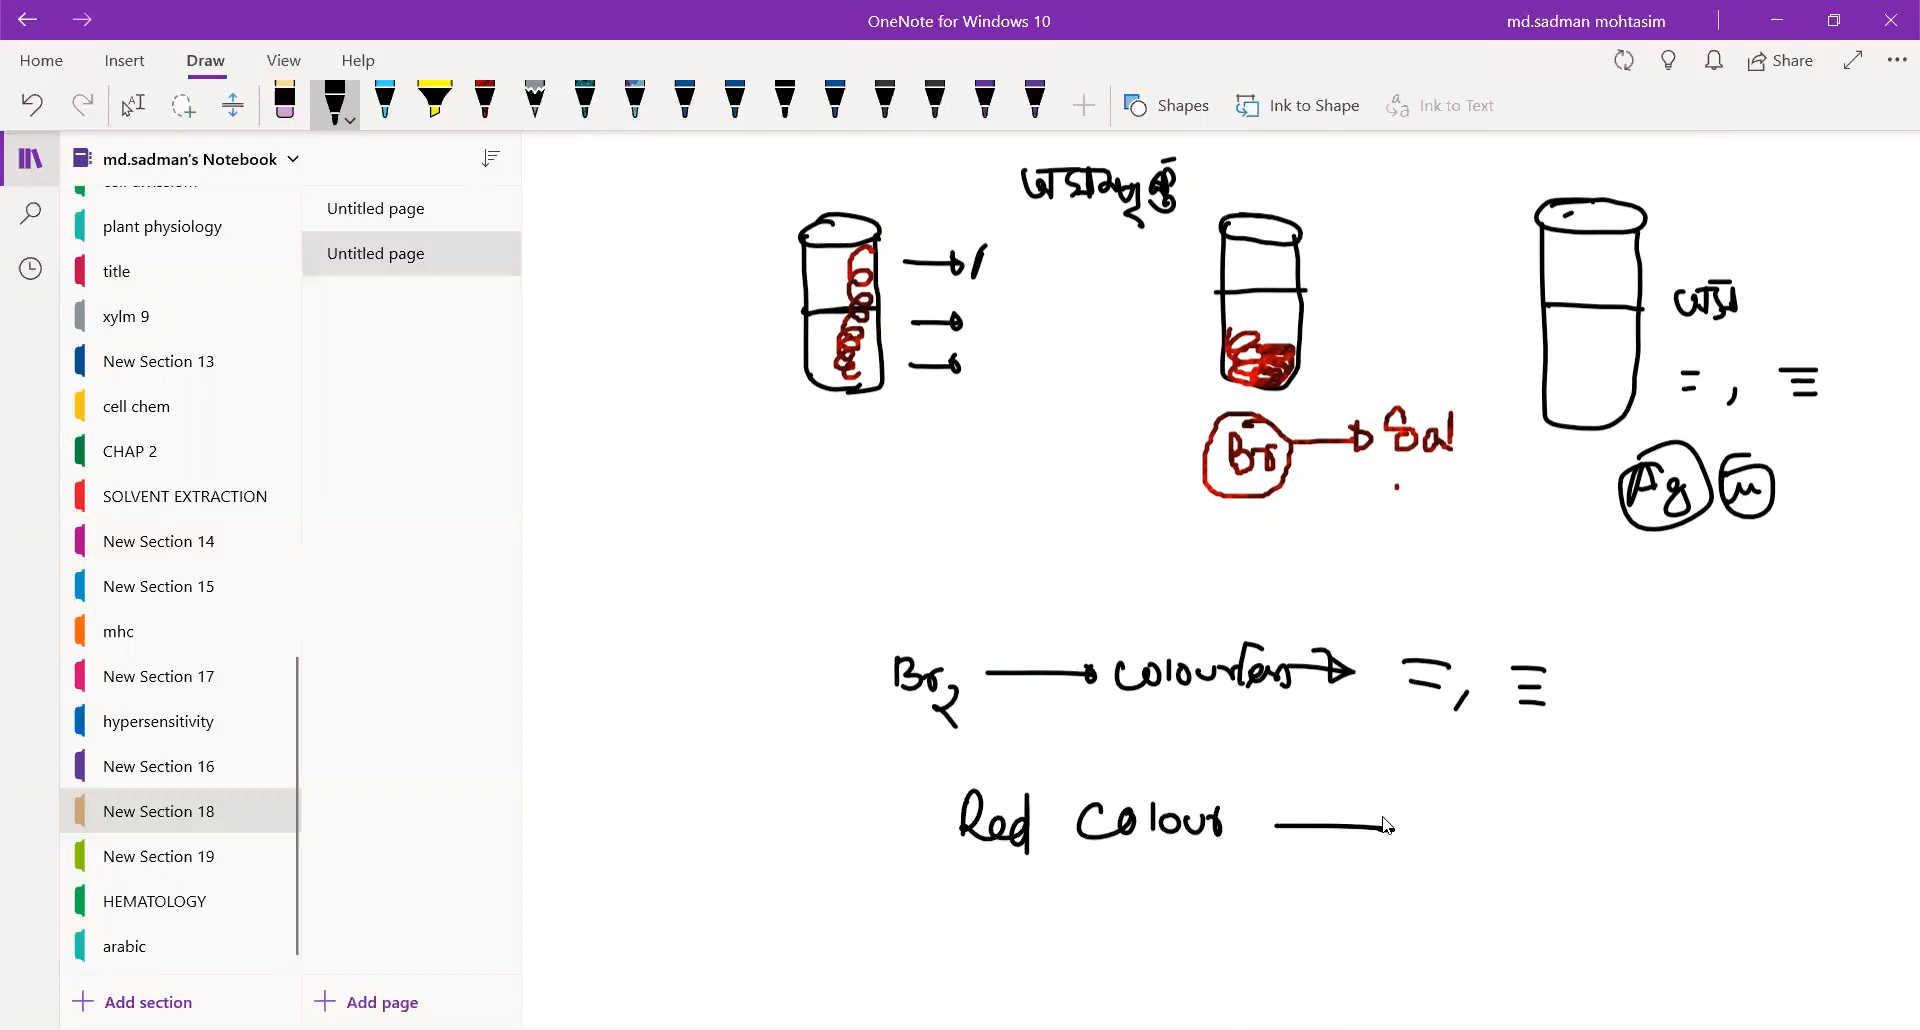 OneNote for Windows 10
md.sadman mohtasim
Home
Insert
Draw
View
Help
Share
Shapes
Ink to Shape
Ink to Text
md.sadman's Notebook
plant physiology
title
xylm 9
New Section 13
cell chem
CHAP 2
SOLVENT EXTRACTION
New Section 14
New Section 15
mhc
New Section 17
hypersensitivity
New Section 16
New Section 18
New Section 19
HEMATOLOGY
arabic
Add section
Untitled page
Untitled page
Add page
Br
Sal
= , ≡
Ag
Br2 → colourless → =, ≡
Red Colour